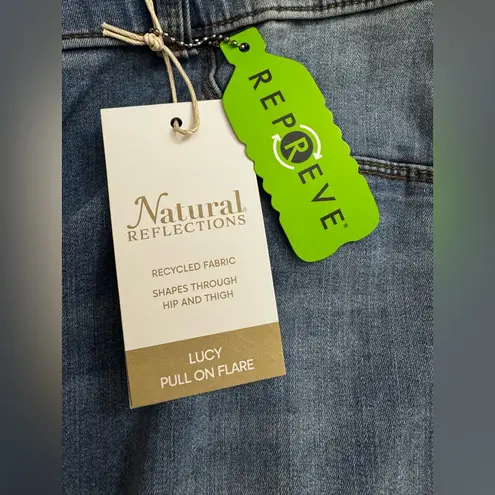 Natural®
REFLECTIONS
RECYCLED FABRIC
SHAPES THROUGH
HIP AND THIGH
LUCY
PULL ON FLARE
REPREVE®